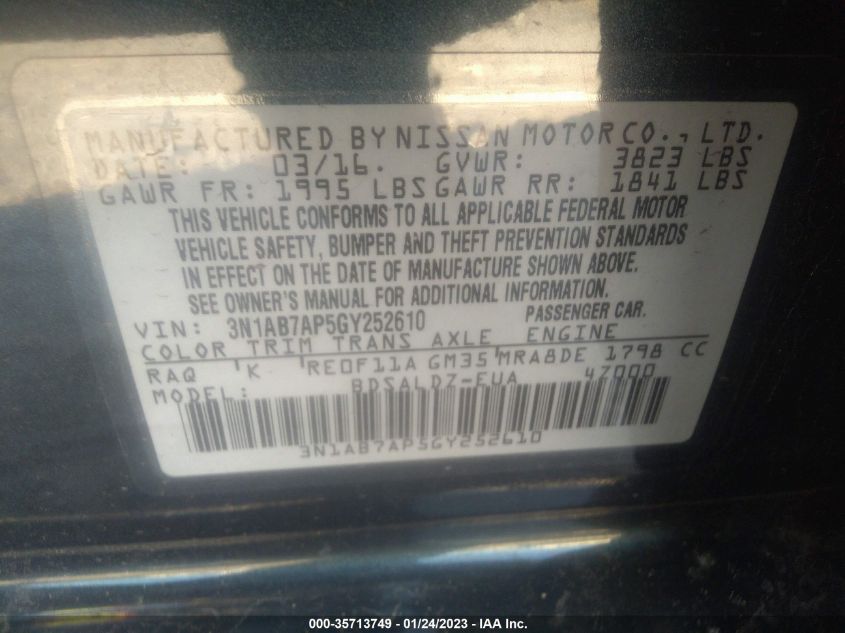 MANUFACTURED BY NISSAN MOTOR CO., LTD.
DATE: 03/16. GVWR: 3823 LBS
GAWR FR: 1995 LBS GAWR RR: 1841 LBS
THIS VEHICLE CONFORMS TO ALL APPLICABLE FEDERAL MOTOR
VEHICLE SAFETY, BUMPER AND THEFT PREVENTION STANDARDS
IN EFFECT ON THE DATE OF MANUFACTURE SHOWN ABOVE.
SEE OWNER'S MANUAL FOR ADDITIONAL INFORMATION.
VIN: 3N1AB7AP5GY252610 PASSENGER CAR.
COLOR TRIM TRANS AXLE ENGINE
RAQ K RE0F11A GM35 MRA8DE 1798 CC
MODEL: BDSALDZ-EUA 4Z000
3N1AB7AP5GY252610
000-35713749 - 01/24/2023 - IAA Inc.